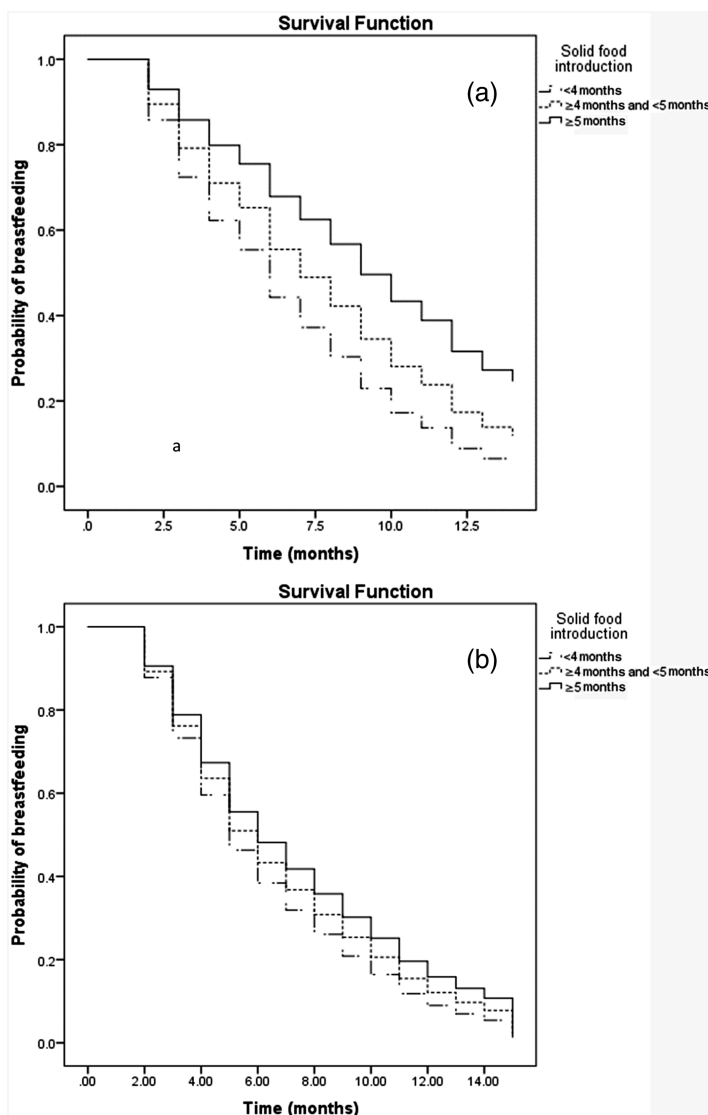 Survival Function
Solid food
introduction
<4 months
≥4 months and <5 months
≥5 months
(a)
1.0
0.8
0.6
0.4
0.2
0.0
Probability of breastfeeding
a
.0 2.5 5.0 7.5 10.0 12.5
Time (months)
Survival Function
Solid food
introduction
<4 months
≥4 months and <5 months
≥5 months
(b)
1.0
0.8
0.6
0.4
0.2
0.0
Probability of breastfeeding
.00 2.00 4.00 6.00 8.00 10.00 12.00 14.00
Time (months)